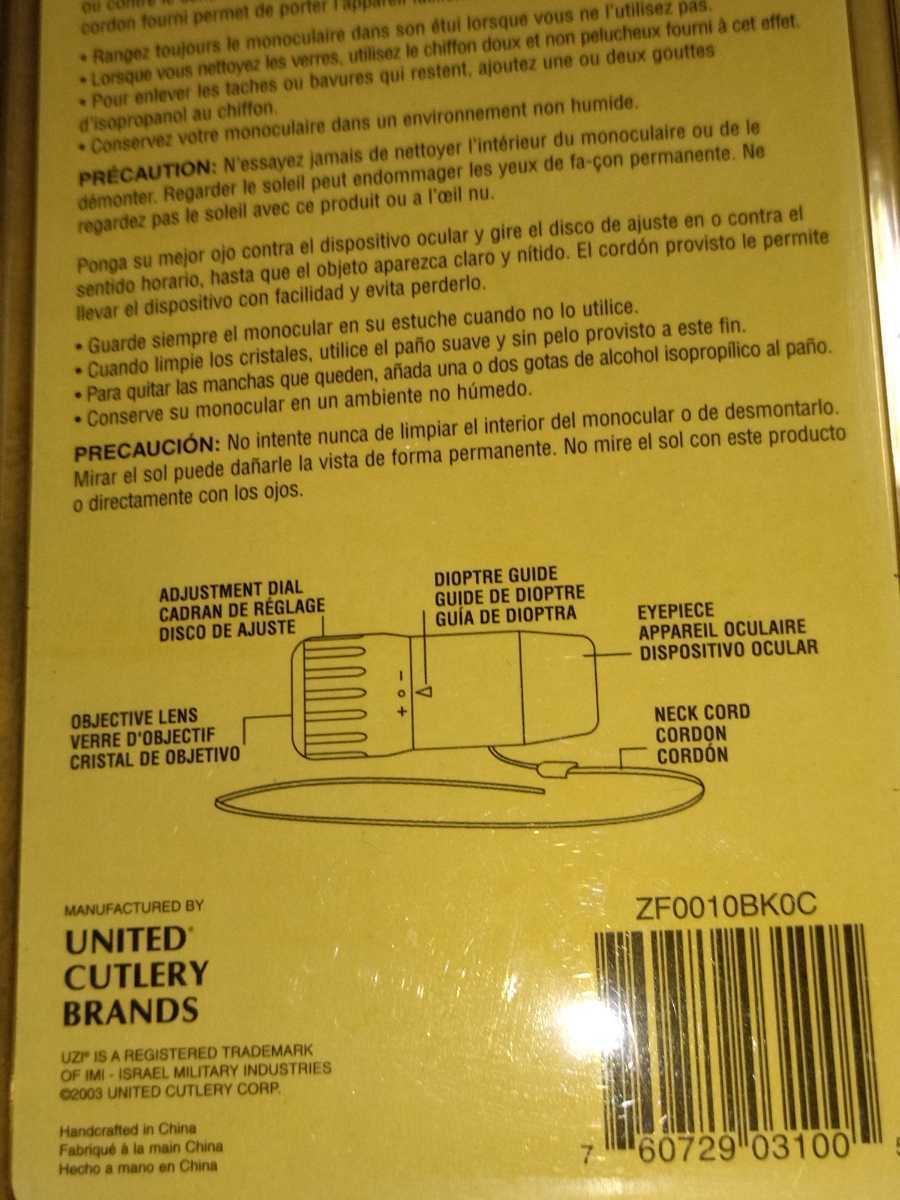 ou contre le
cordon fourni permet de porter l'appareil
• Rangez toujours le monoculaire dans son étui lorsque vous ne l'utilisez pas.
• Lorsque vous nettoyez les verres, utilisez le chiffon doux et non pelucheux fourni à cet effet.
• Pour enlever les taches ou bavures qui restent, ajoutez une ou deux gouttes
d'isopropanol au chiffon.
• Conservez votre monoculaire dans un environnement non humide.
PRÉCAUTION: N'essayez jamais de nettoyer l'intérieur du monoculaire ou de le
démonter. Regarder le soleil peut endommager les yeux de fa-çon permanente. Ne
regardez pas le soleil avec ce produit ou a l'œil nu.
Ponga su mejor ojo contra el dispositivo ocular y gire el disco de ajuste en o contra el
sentido horario, hasta que el objeto aparezca claro y nítido. El cordón provisto le permite
llevar el dispositivo con facilidad y evita perderlo.
• Guarde siempre el monocular en su estuche cuando no lo utilice.
• Cuando limpie los cristales, utilice el paño suave y sin pelo provisto a este fin.
• Para quitar las manchas que queden, añada una o dos gotas de alcohol isopropílico al paño.
• Conserve su monocular en un ambiente no húmedo.
PRECAUCIÓN: No intente nunca de limpiar el interior del monocular o de desmontarlo.
Mirar el sol puede dañarle la vista de forma permanente. No mire el sol con este producto
o directamente con los ojos.
ADJUSTMENT DIAL
CADRAN DE RÉGLAGE
DISCO DE AJUSTE
DIOPTRE GUIDE
GUIDE DE DIOPTRE
GUÍA DE DIOPTRA
EYEPIECE
APPAREIL OCULAIRE
DISPOSITIVO OCULAR
OBJECTIVE LENS
VERRE D'OBJECTIF
CRISTAL DE OBJETIVO
NECK CORD
CORDON
CORDÓN
- o +
MANUFACTURED BY
UNITED®
CUTLERY
BRANDS
UZI® IS A REGISTERED TRADEMARK
OF IMI - ISRAEL MILITARY INDUSTRIES
©2003 UNITED CUTLERY CORP.
Handcrafted in China
Fabriqué à la main China
Hecho a mano en China
ZF0010BK0C
7 60729 03100 5